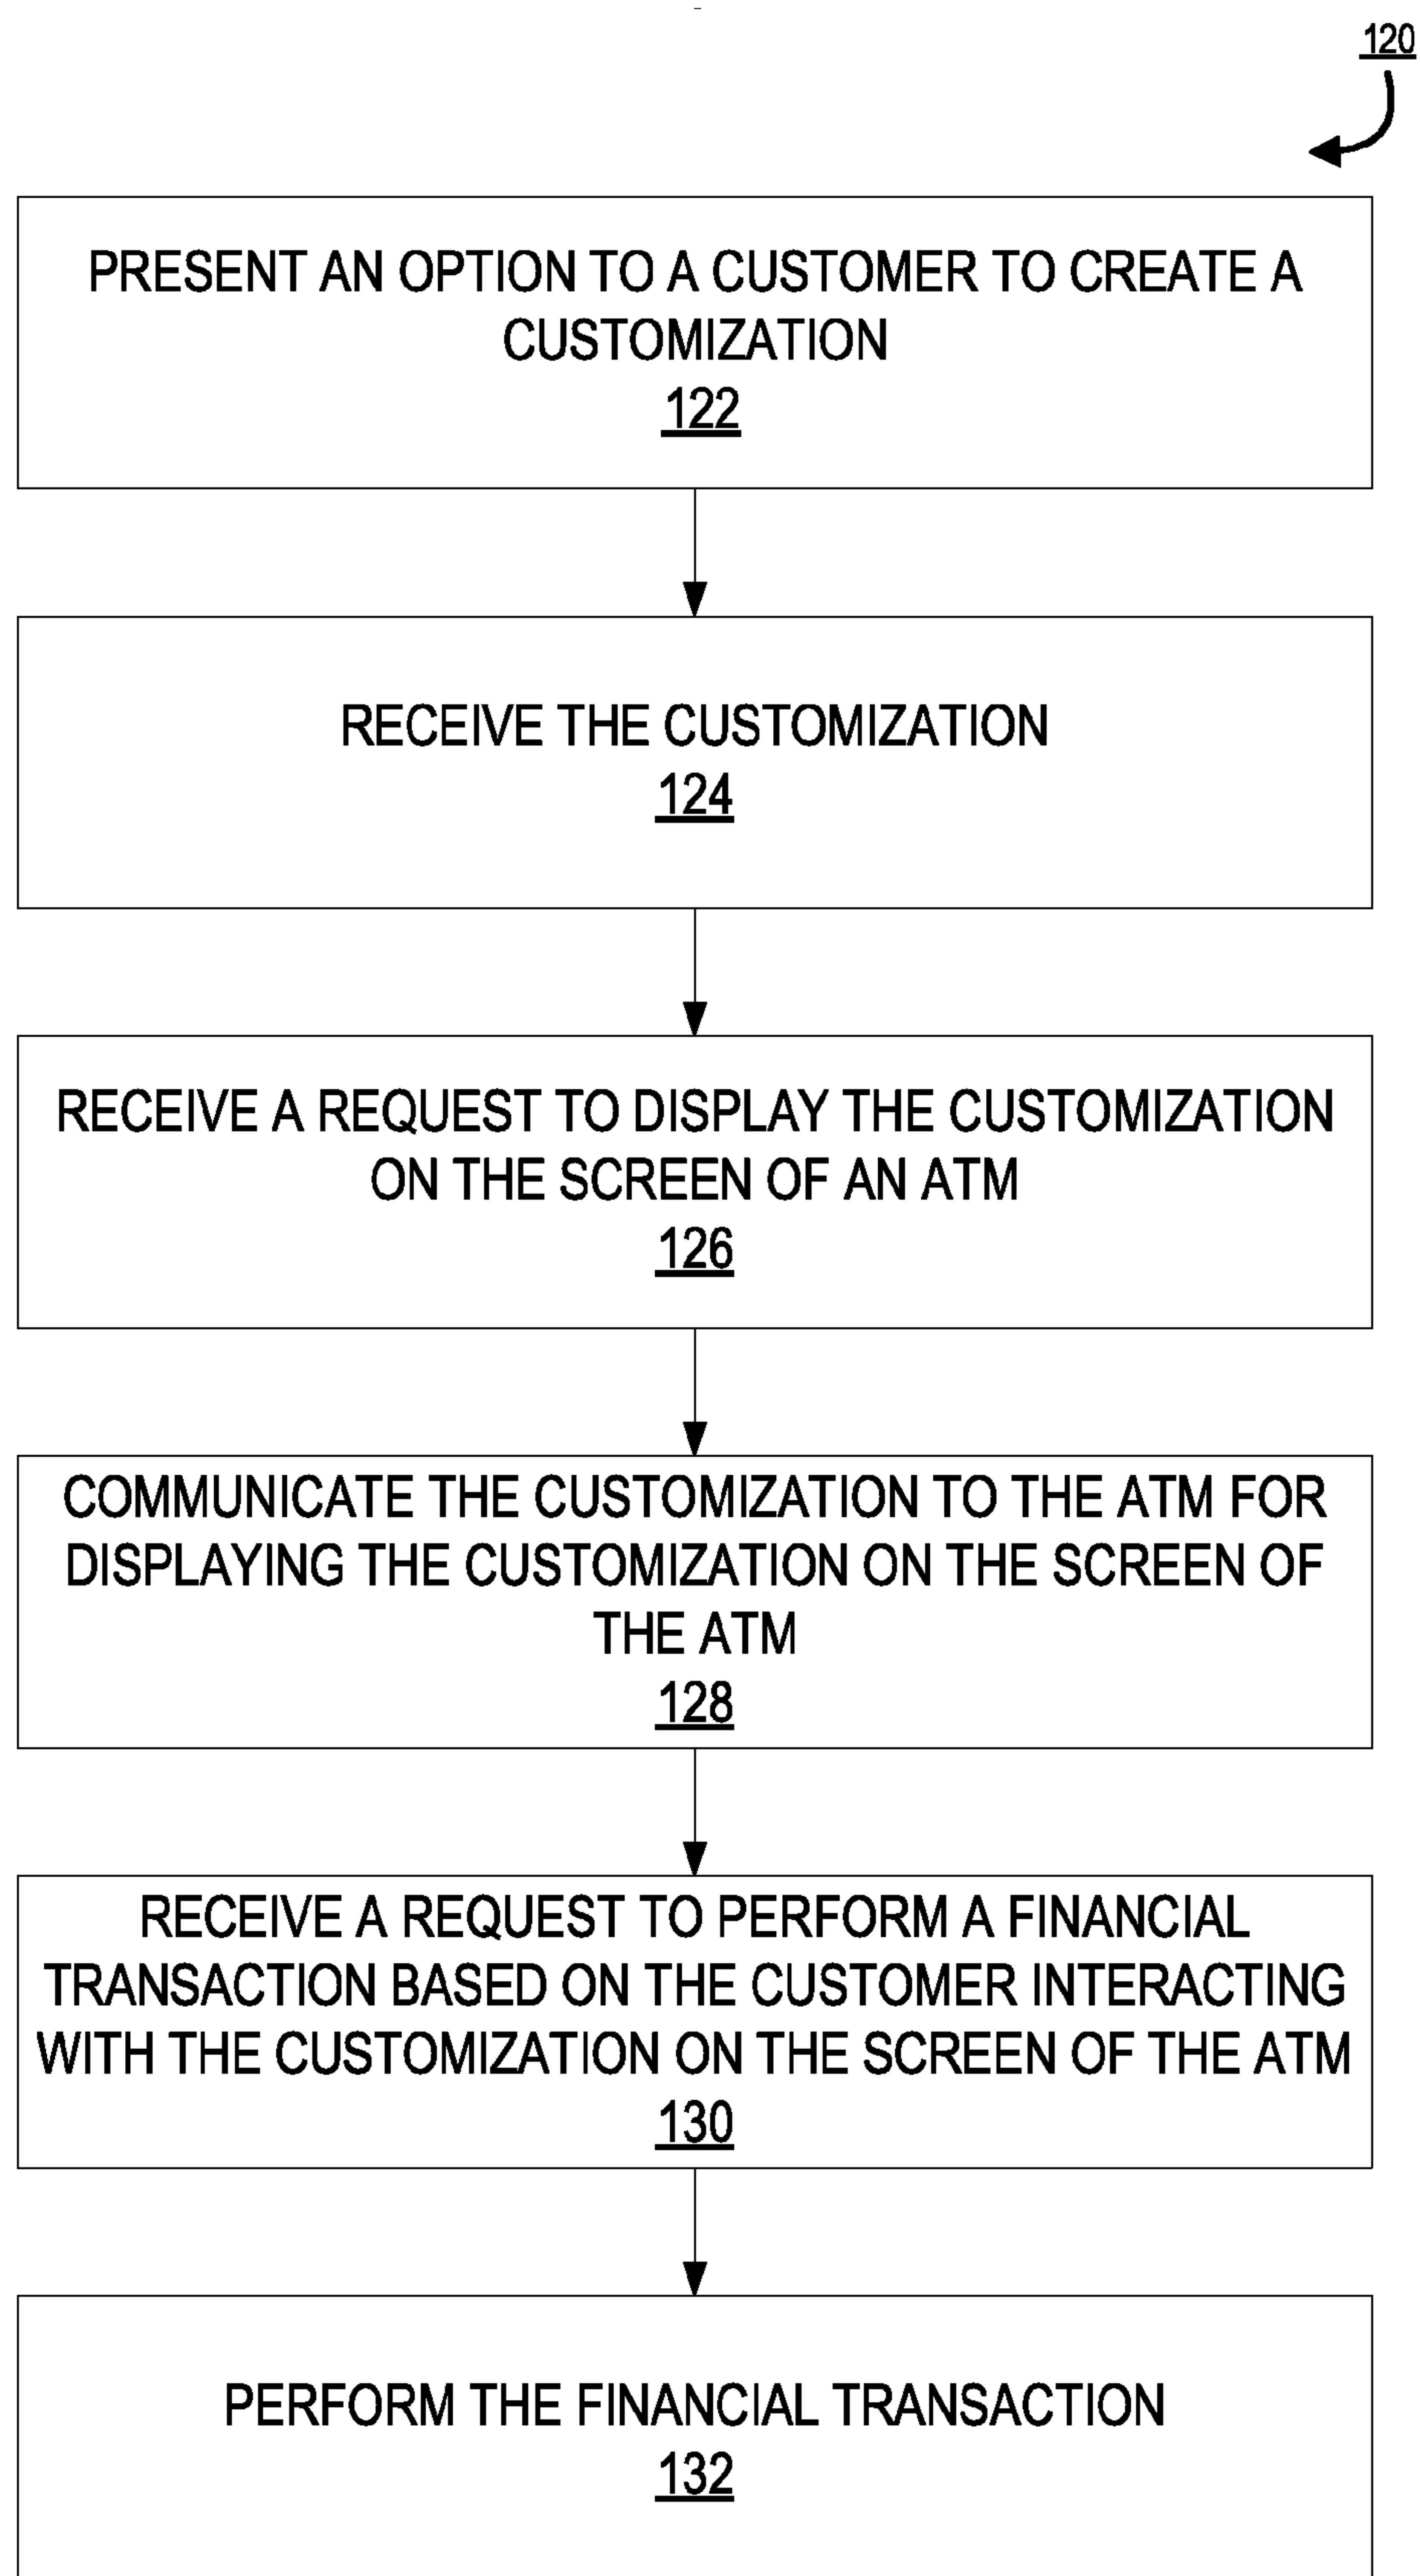 120
PRESENT AN OPTION TO A CUSTOMER TO CREATE A
CUSTOMIZATION
122
RECEIVE THE CUSTOMIZATION
124
RECEIVE A REQUEST TO DISPLAY THE CUSTOMIZATION
ON THE SCREEN OF AN ATM
126
COMMUNICATE THE CUSTOMIZATION TO THE ATM FOR
DISPLAYING THE CUSTOMIZATION ON THE SCREEN OF
THE ATM
128
RECEIVE A REQUEST TO PERFORM A FINANCIAL
TRANSACTION BASED ON THE CUSTOMER INTERACTING
WITH THE CUSTOMIZATION ON THE SCREEN OF THE ATM
130
PERFORM THE FINANCIAL TRANSACTION
132